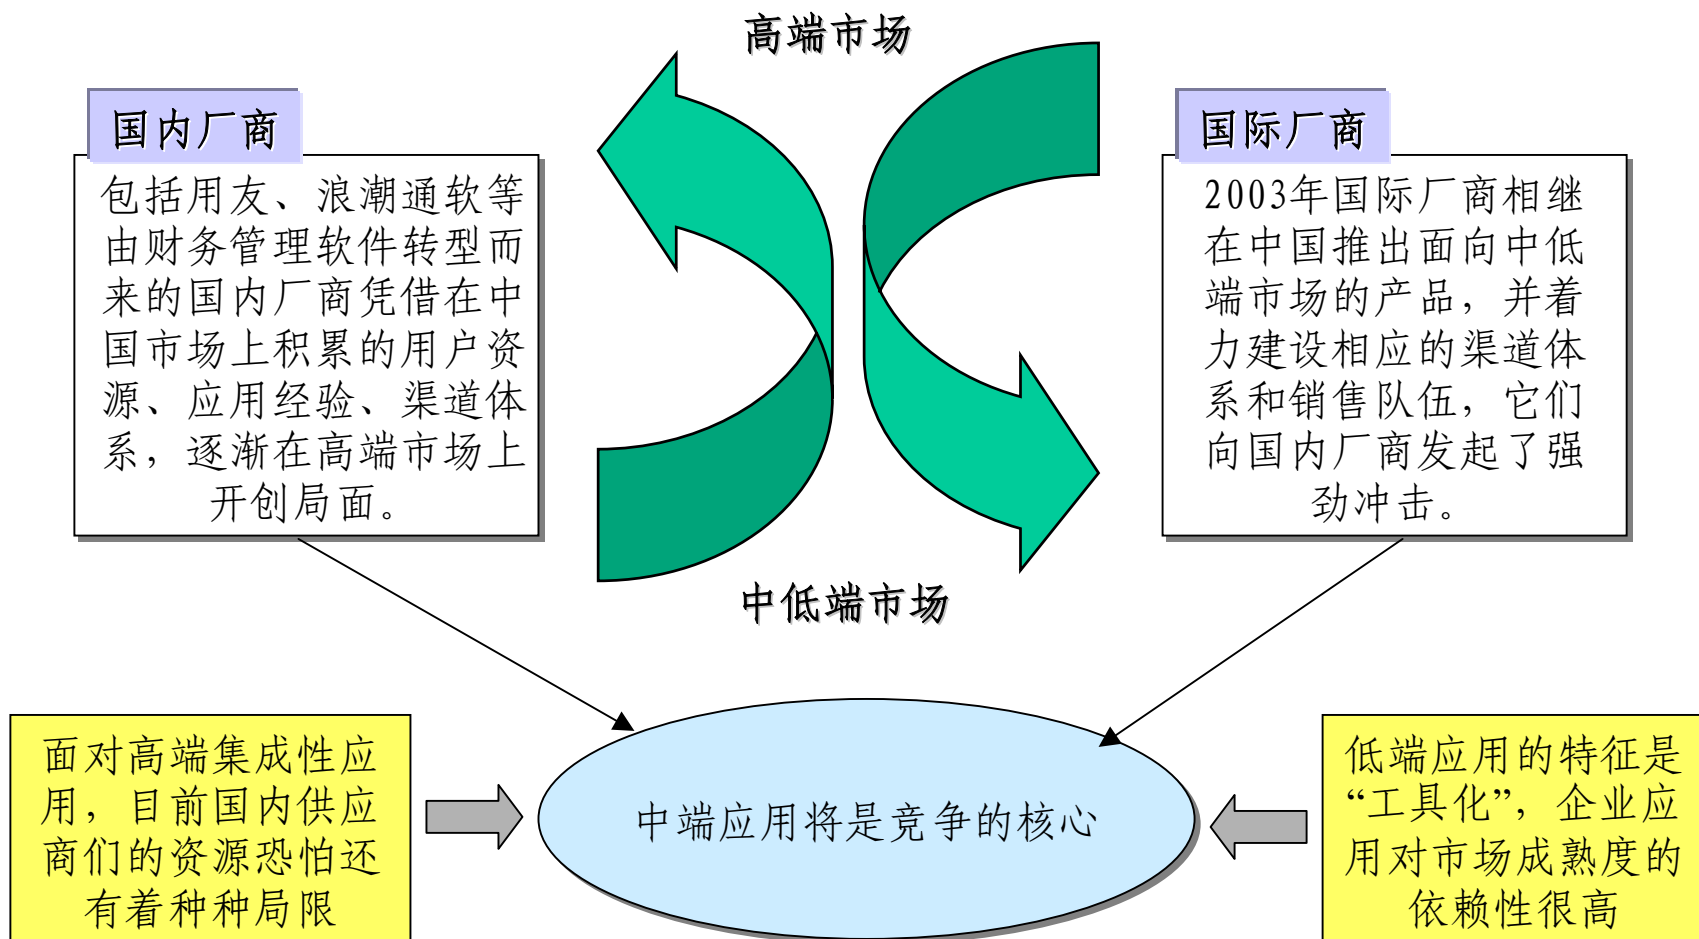 高端市场
国内厂商
包括用友、浪潮通软等
由财务管理软件转型而
来的国内厂商凭借在中
国市场上积累的用户资
源、应用经验、渠道体
系，逐渐在高端市场上
开创局面。
国际厂商
2003年国际厂商相继
在中国推出面向中低
端市场的产品，并着
力建设相应的渠道体
系和销售队伍，它们
向国内厂商发起了强
劲冲击。
中低端市场
面对高端集成性应
用，目前国内供应
商们的资源恐怕还
有着种种局限
中端应用将是竞争的核心
低端应用的特征是
“工具化”，企业应
用对市场成熟度的
依赖性很高